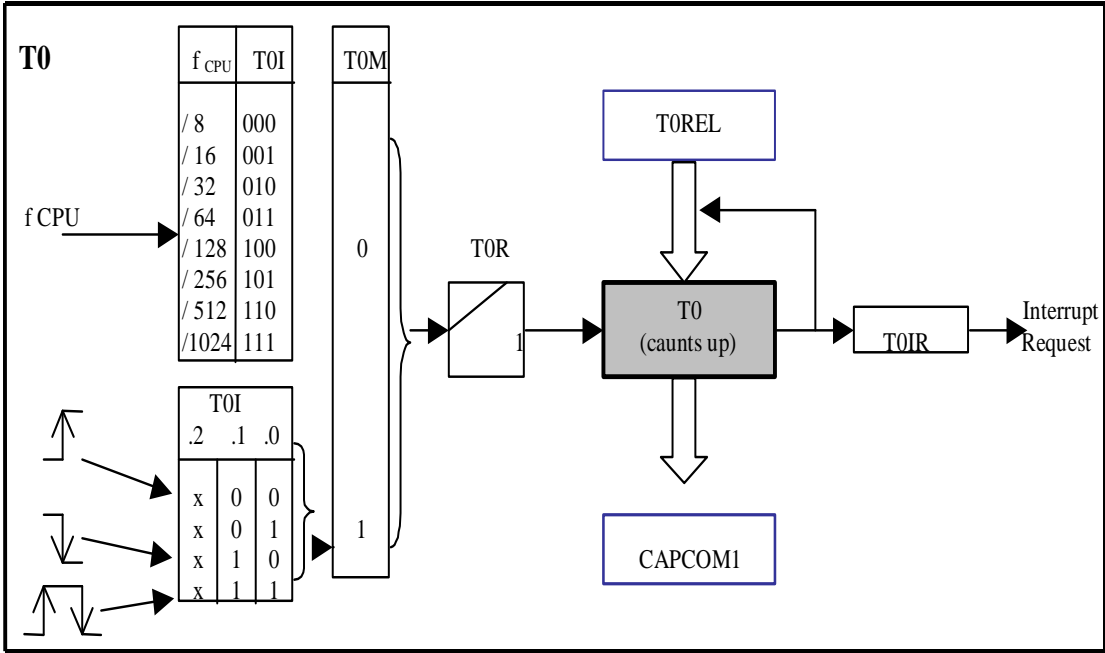 T0
f CPU T0I
/ 8 000
/ 16 001
/ 32 010
/ 64 011
/ 128 100
/ 256 101
/ 512 110
/1024 111
f CPU
T0I
.2 .1 .0
x 0 0
x 0 1
x 1 0
x 1 1
T0M
0
1
T0R
1
T0REL
T0
(caunts up)
CAPCOM1
T0IR
Interrupt
Request